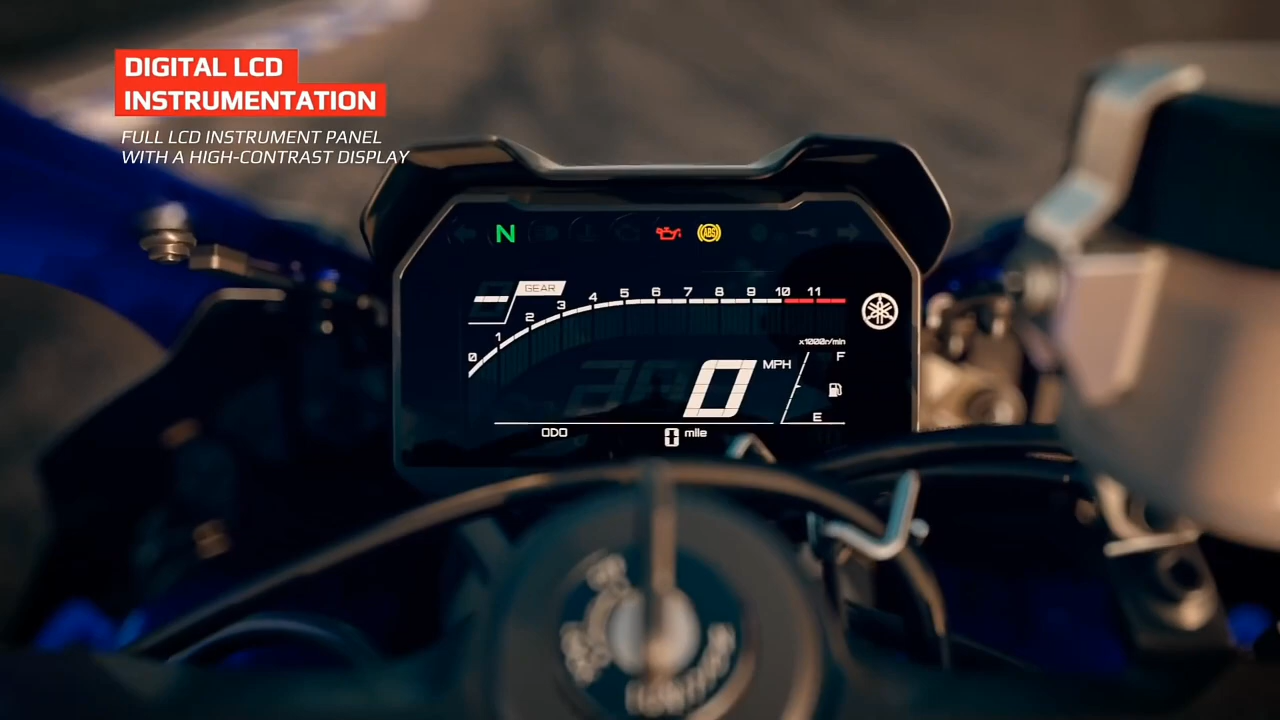 DIGITAL LCD
INSTRUMENTATION
FULL LCD INSTRUMENT PANEL
WITH A HIGH-CONTRAST DISPLAY
N
ABS
GEAR
0 1 2 3 4 5 6 7 8 9 10 11
x1000r/min
0 MPH
F
E
ODO 0 mile